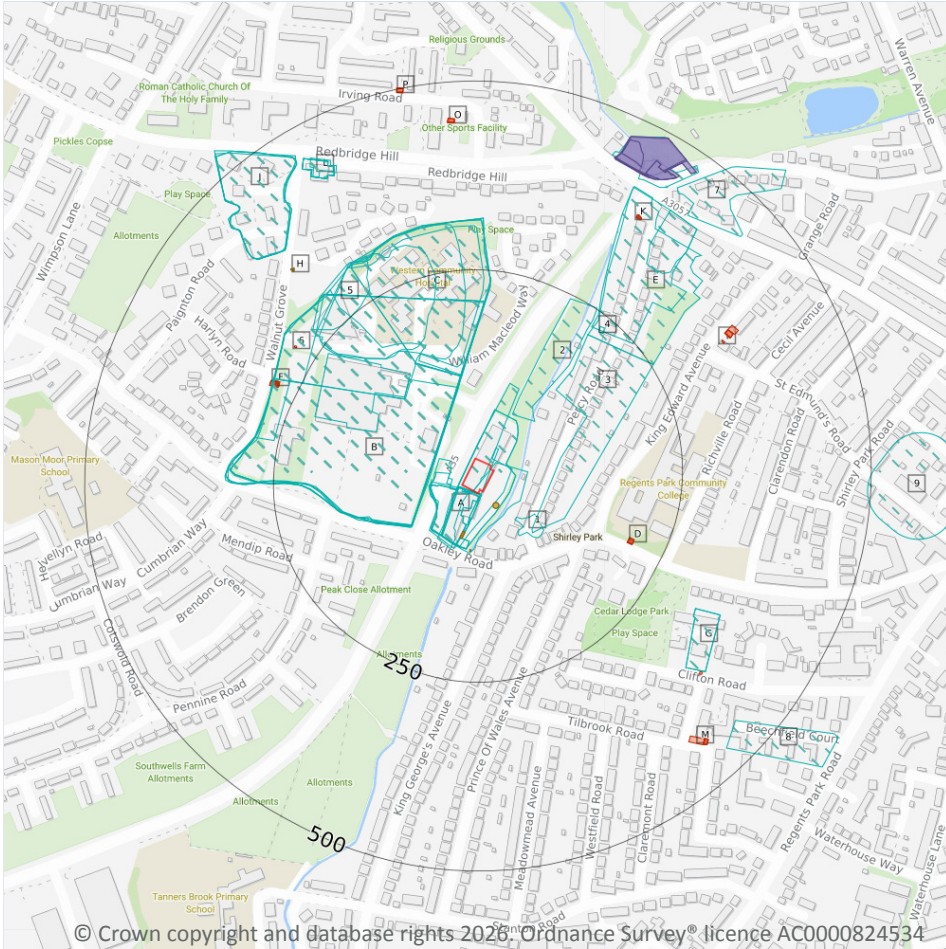 Religious Grounds
Warren Avenue
Roman Catholic Church Of
The Holy Family
P
Irving Road
O
Other Sports Facility
Pickles Copse
Redbridge Hill
Redbridge Hill
J
7
Play Space
A3057
K
Wimpson Lane
Allotments
Grange Road
Play Space
H
Paignton Road
Western Community
Hospital
C
E
5
Walnut Grove
William Macleod Way
Cecil Avenue
4
Harlyn Road
S
2
King Edward Avenue
3
Percy Road
St Edmund's Road
F
Richville Road
Clarendon Road
Shirley Park Road
B
Mason Moor Primary
School
A35
Regents Park Community
College
9
A
1
Shirley Park
D
Oakley Road
Mendip Road
Cumbrian Way
Cumbrian Way
Brendon Green
Peak Close Allotment
Cedar Lodge Park
Play Space
G
Cotswold Road
Allotments
250
Clifton Road
Pennine Road
King George's Avenue
Prince Of Wales Avenue
Tilbrook Road
M
Beechfield Court
8
Southwells Farm
Allotments
Allotments
Allotments
Meadowmead Avenue
Westfield Road
Claremont Road
Regents Park Road
500
Waterhouse Way
Waterhouse Lane
Tanners Brook Primary
School
© Crown copyright and database rights 2026. Ordnance Survey® licence AC0000824534